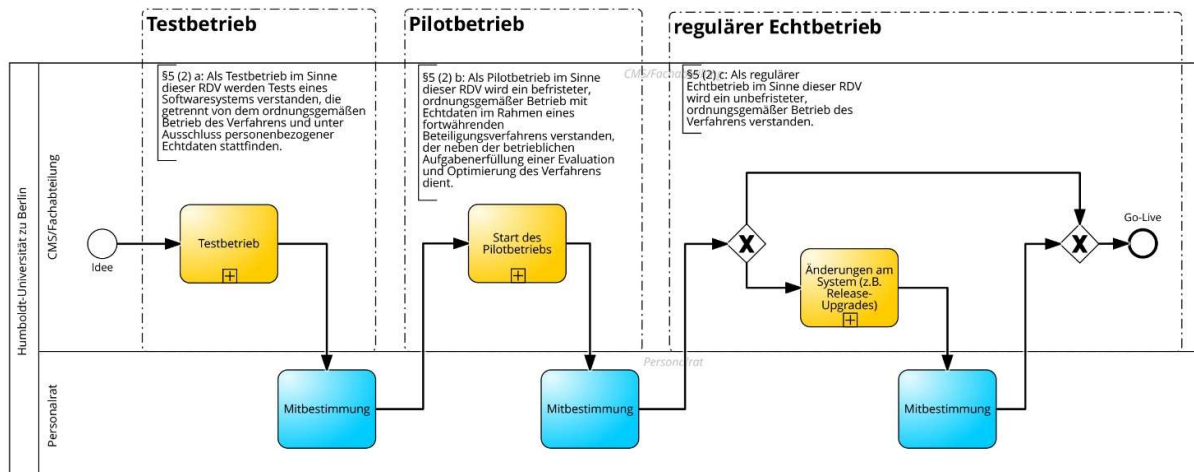 Testbetrieb
Pilotbetrieb
regulärer Echtbetrieb
Humboldt-Universität zu Berlin
CMS/Fachabteilung
§5 (2) a: Als Testbetrieb im Sinne
dieser RDV werden Tests eines
Softwaresystems verstanden, die
getrennt von dem ordnungsgemäßen
Betrieb des Verfahrens und unter
Ausschluss personenbezogener
Echtdaten stattfinden.
§5 (2) b: Als Pilotbetrieb im Sinne
dieser RDV wird ein befristeter,
ordnungsgemäßer Betrieb mit
Echtdaten im Rahmen eines
fortwährenden
Beteiligungsverfahrens verstanden,
der neben der betrieblichen
Aufgabenerfüllung einer Evaluation
und Optimierung des Verfahrens
dient.
CMS/Fachabteilung
§5 (2) c: Als regulärer
Echtbetrieb im Sinne dieser RDV
wird ein unbefristeter,
ordnungsgemäßer Betrieb des
Verfahrens verstanden.
Idee
Testbetrieb
Start des
Pilotbetriebs
X
Änderungen am
System (z.B.
Release-
Upgrades)
X
Go-Live
Personalrat
Personalrat
Mitbestimmung
Mitbestimmung
Mitbestimmung